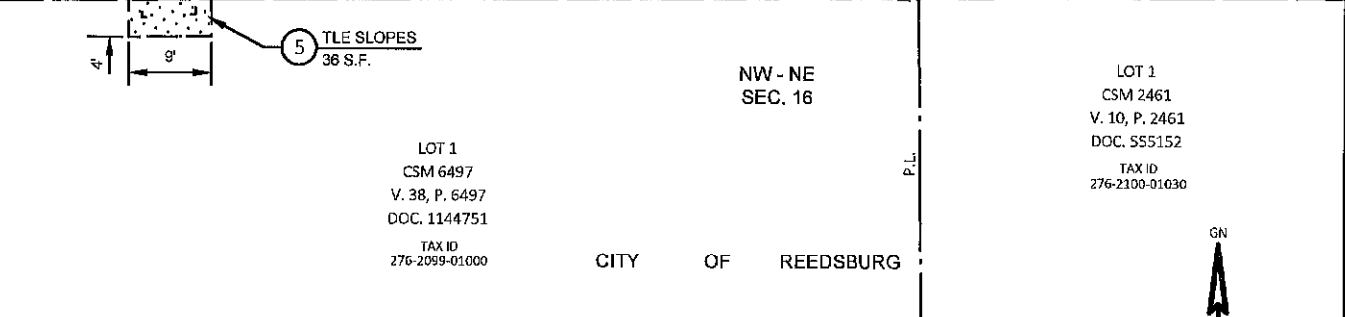 5 TLE SLOPES
36 S.F.
4'
9'
NW - NE
SEC. 16
LOT 1
CSM 6497
V. 38, P. 6497
DOC. 1144751
TAX ID
276-2099-01000
CITY OF REEDSBURG
P.L.
LOT 1
CSM 2461
V. 10, P. 2461
DOC. 555152
TAX ID
276-2100-01030
GN